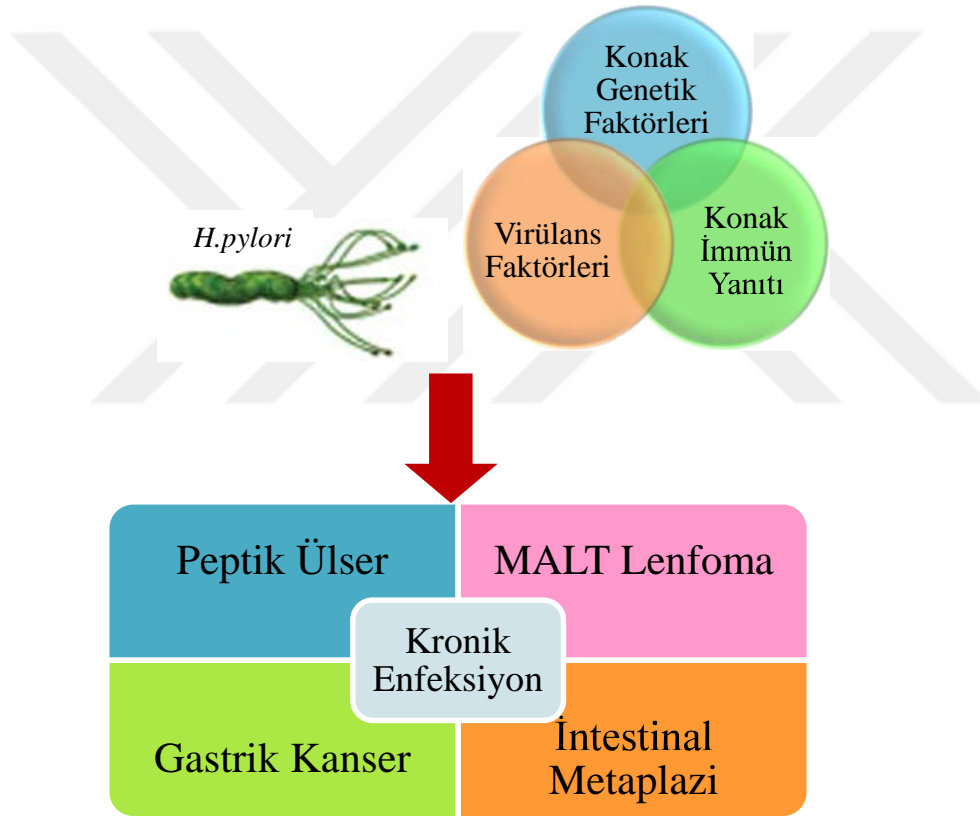 Konak
Genetik
Faktörleri
H.pylori
Virülans
Faktörleri
Konak
İmmün
Yanıtı
Peptik Ülser
MALT Lenfoma
Kronik
Enfeksiyon
Gastrik Kanser
İntestinal
Metaplazi